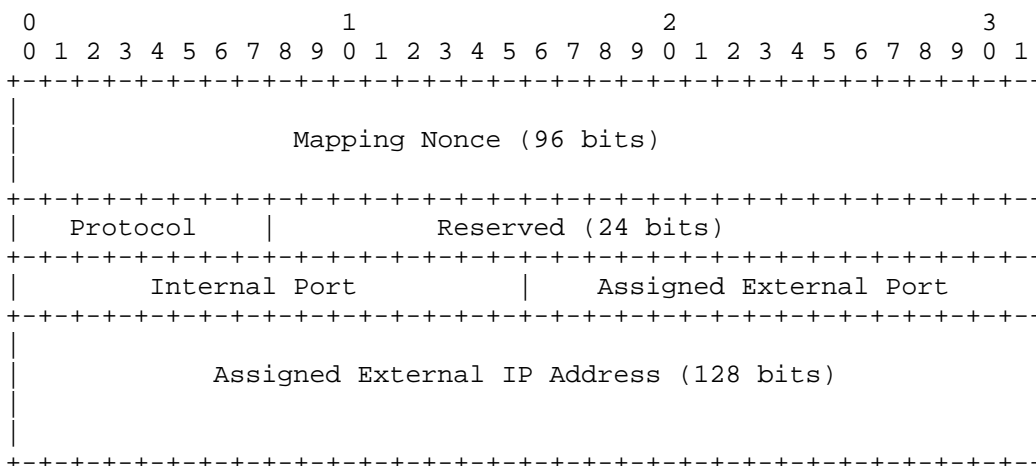 0                   1                   2                   3
 0 1 2 3 4 5 6 7 8 9 0 1 2 3 4 5 6 7 8 9 0 1 2 3 4 5 6 7 8 9 0 1
+-+-+-+-+-+-+-+-+-+-+-+-+-+-+-+-+-+-+-+-+-+-+-+-+-+-+-+-+-+-+-+-
|
|                 Mapping Nonce (96 bits)
|
+-+-+-+-+-+-+-+-+-+-+-+-+-+-+-+-+-+-+-+-+-+-+-+-+-+-+-+-+-+-+-+-
|   Protocol    |          Reserved (24 bits)
+-+-+-+-+-+-+-+-+-+-+-+-+-+-+-+-+-+-+-+-+-+-+-+-+-+-+-+-+-+-+-+-
|        Internal Port          |    Assigned External Port
+-+-+-+-+-+-+-+-+-+-+-+-+-+-+-+-+-+-+-+-+-+-+-+-+-+-+-+-+-+-+-+-
|
|            Assigned External IP Address (128 bits)
|
|
+-+-+-+-+-+-+-+-+-+-+-+-+-+-+-+-+-+-+-+-+-+-+-+-+-+-+-+-+-+-+-+-